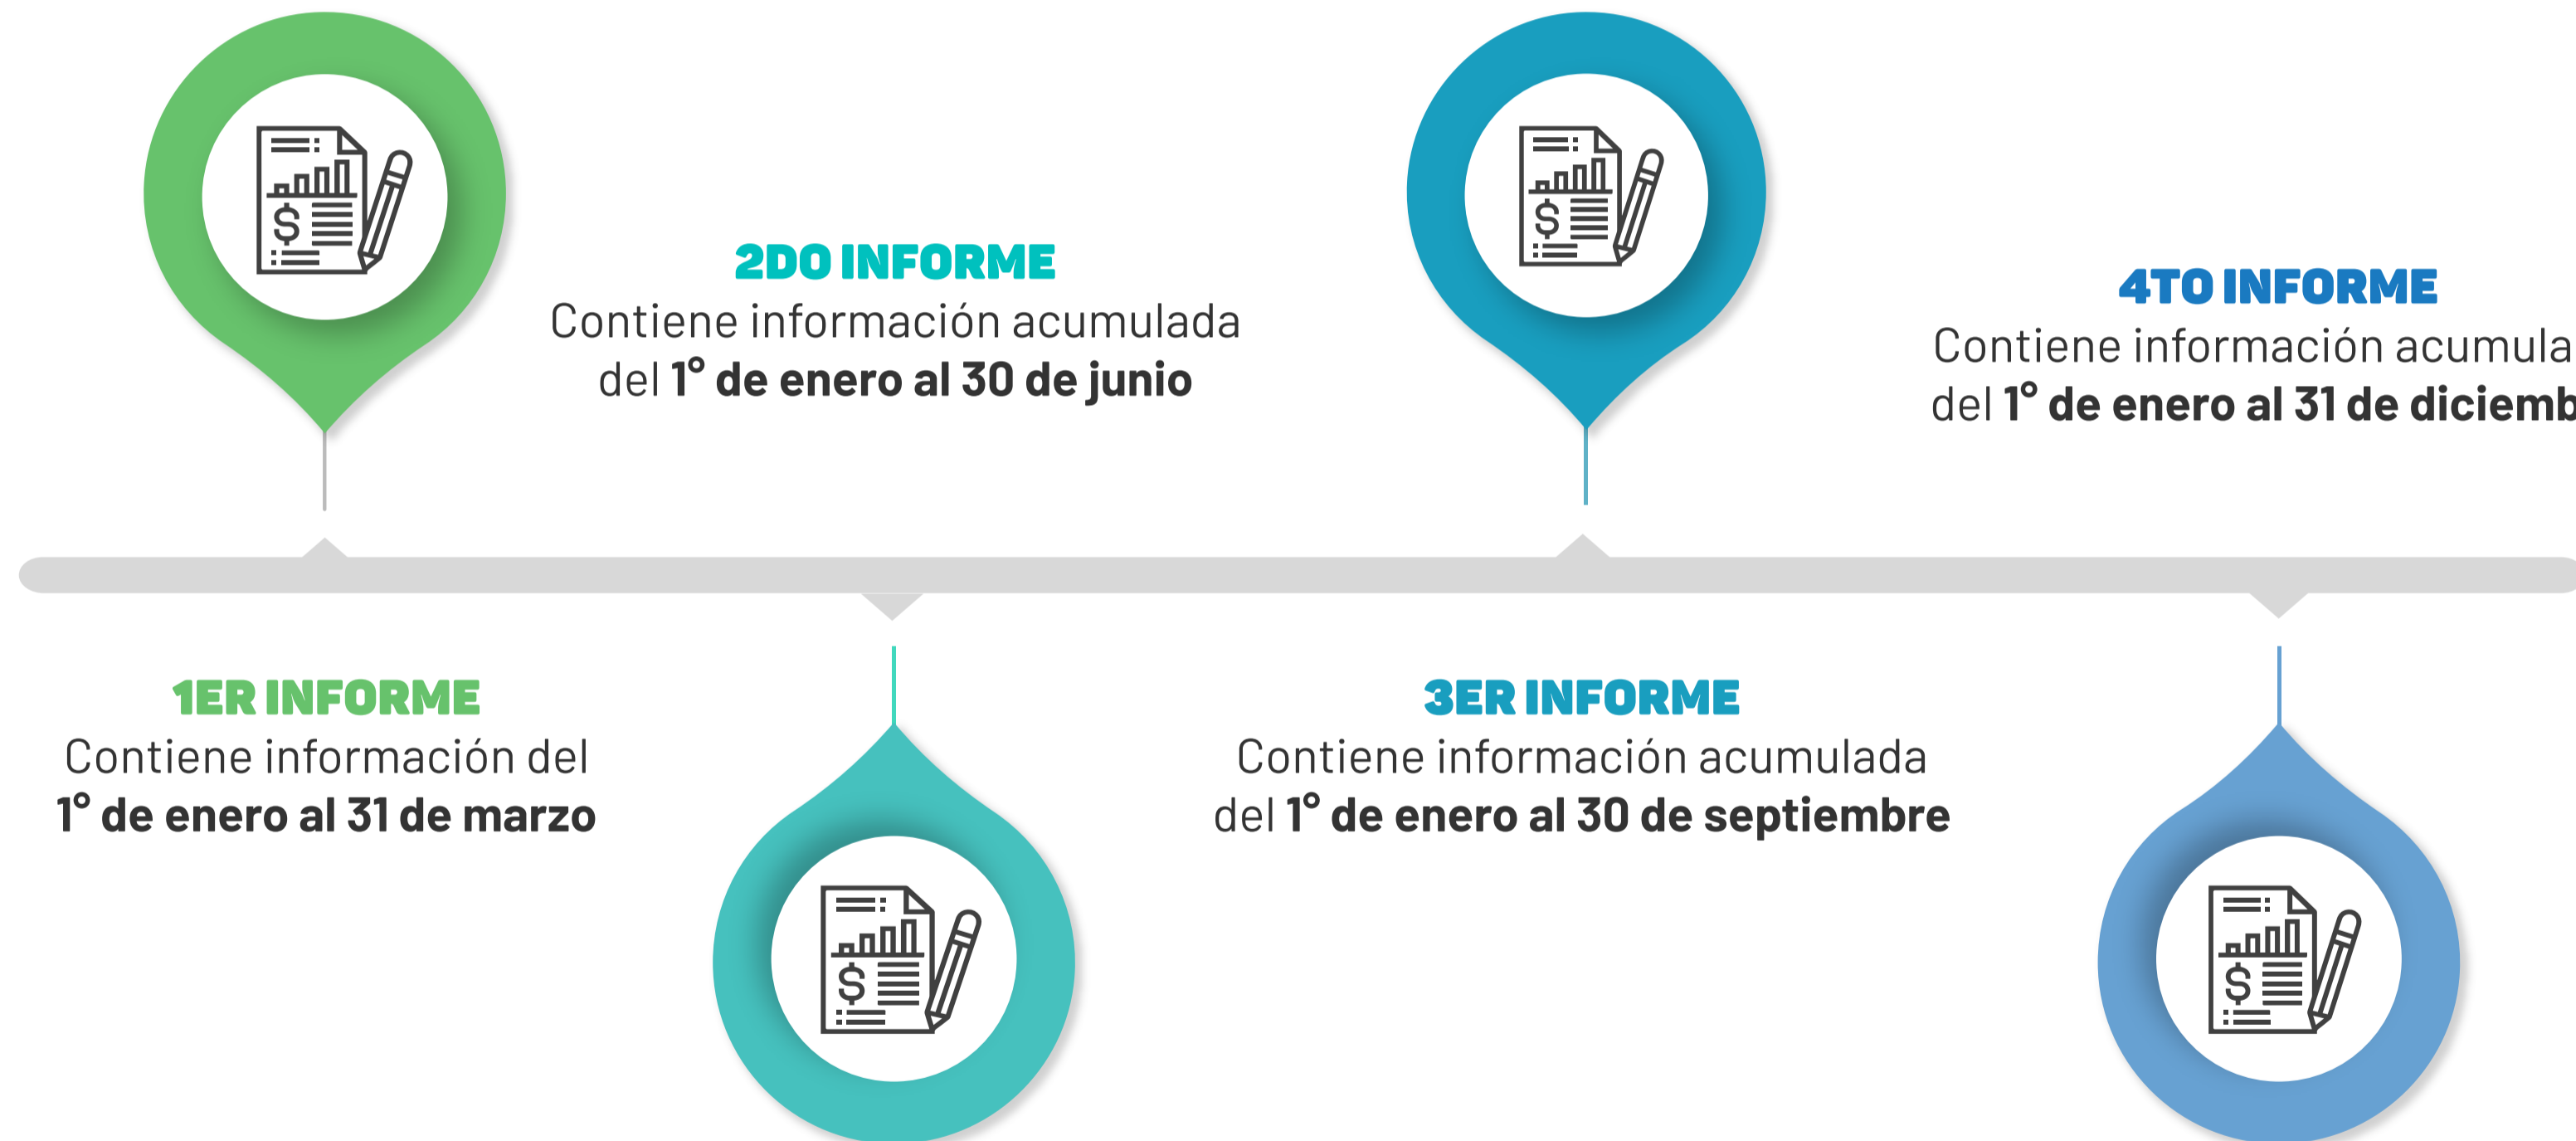 1ER INFORME
Contiene información del
1° de enero al 31 de marzo
2DO INFORME
Contiene información acumulada
del 1° de enero al 30 de junio
3ER INFORME
Contiene información acumulada
del 1° de enero al 30 de septiembre
4TO INFORME
Contiene información acumula
del 1° de enero al 31 de diciemb